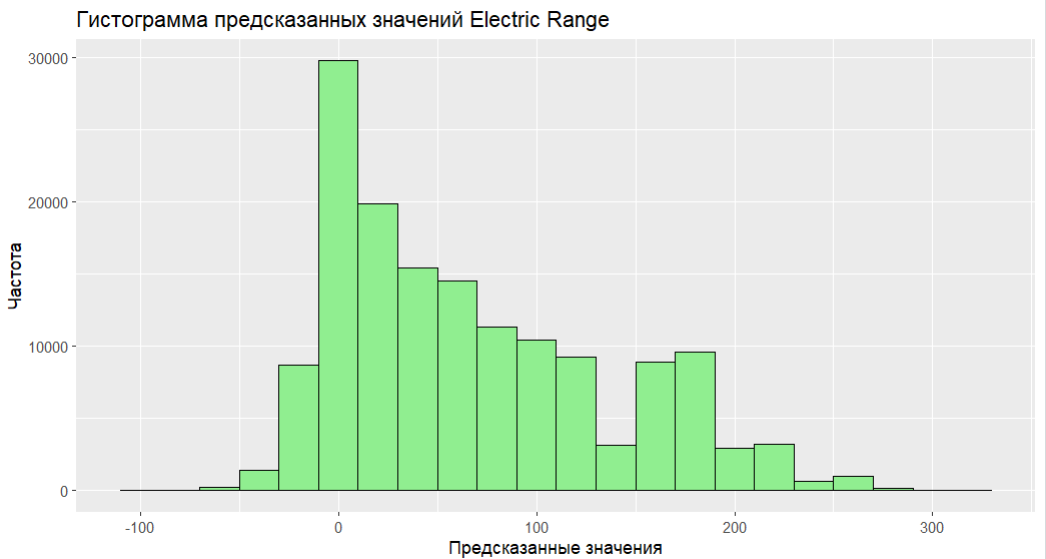 Гистограмма предсказанных значений Electric Range
30000
20000
10000
0
Частота
-100 0 100 200 300
Предсказанные значения